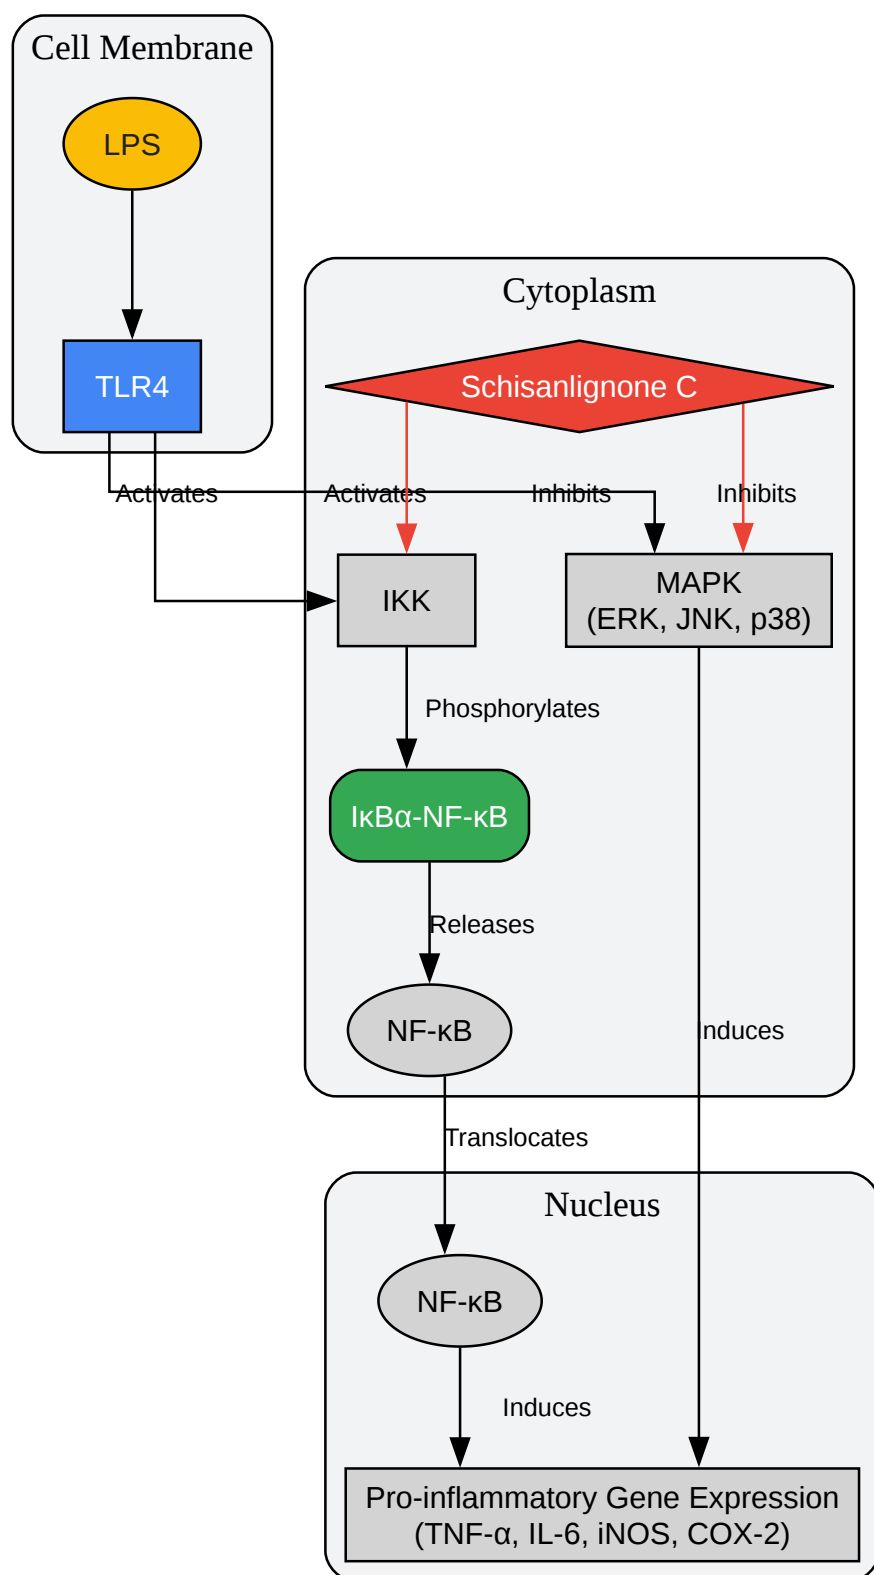 Cell Membrane
LPS
TLR4
Cytoplasm
Schisanlignone C
Activates
Activates
Inhibits
Inhibits
IKK
MAPK
(ERK, JNK, p38)
Phosphorylates
IκBα-NF-κB
Releases
NF-κB
Induces
Translocates
Nucleus
NF-κB
Induces
Pro-inflammatory Gene Expression
(TNF-α, IL-6, iNOS, COX-2)